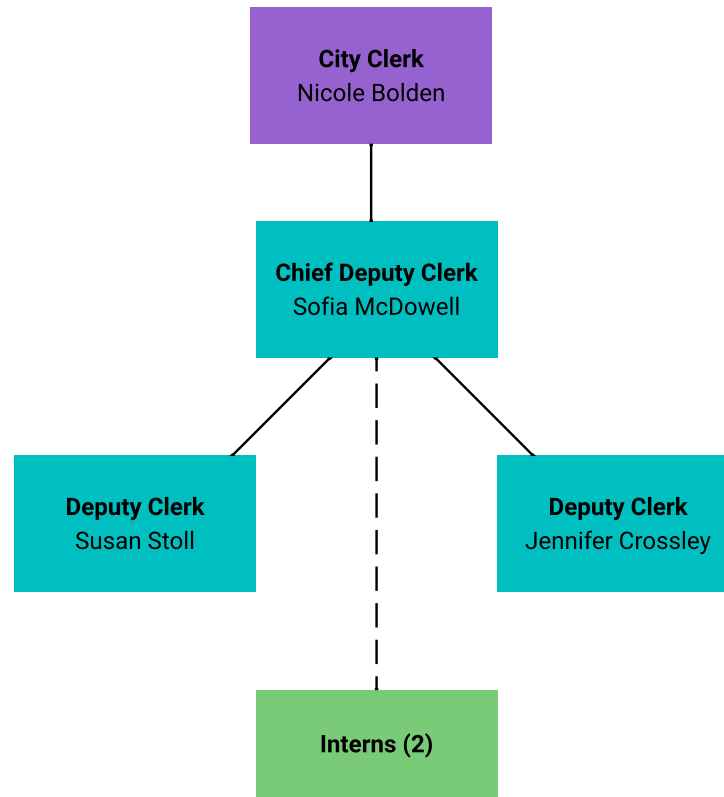 City Clerk
Nicole Bolden
Chief Deputy Clerk
Sofia McDowell
Deputy Clerk
Susan Stoll
Deputy Clerk
Jennifer Crossley
Interns (2)